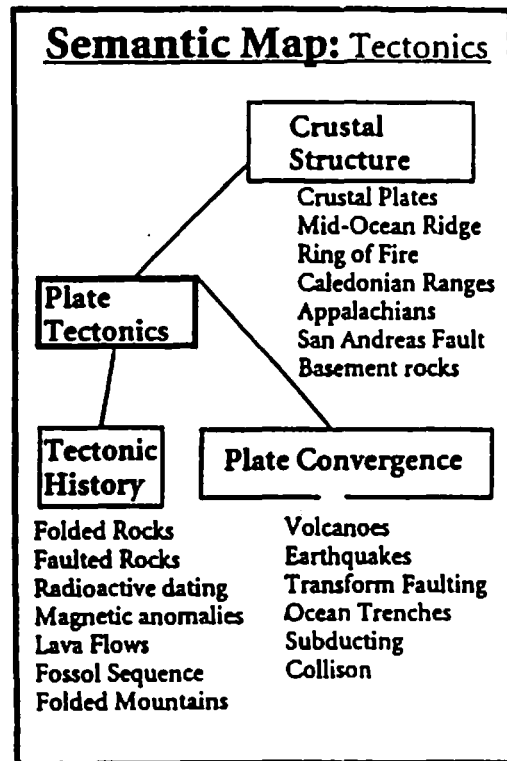 Semantic Map: Tectonics
Crustal
Structure
Crustal Plates
Mid-Ocean Ridge
Ring of Fire
Caledonian Ranges
Appalachians
San Andreas Fault
Basement rocks
Plate
Tectonics
Tectonic
History
Folded Rocks
Faulted Rocks
Radioactive dating
Magnetic anomalies
Lava Flows
Fossol Sequence
Folded Mountains
Plate Convergence
Volcanoes
Earthquakes
Transform Faulting
Ocean Trenches
Subducting
Collison